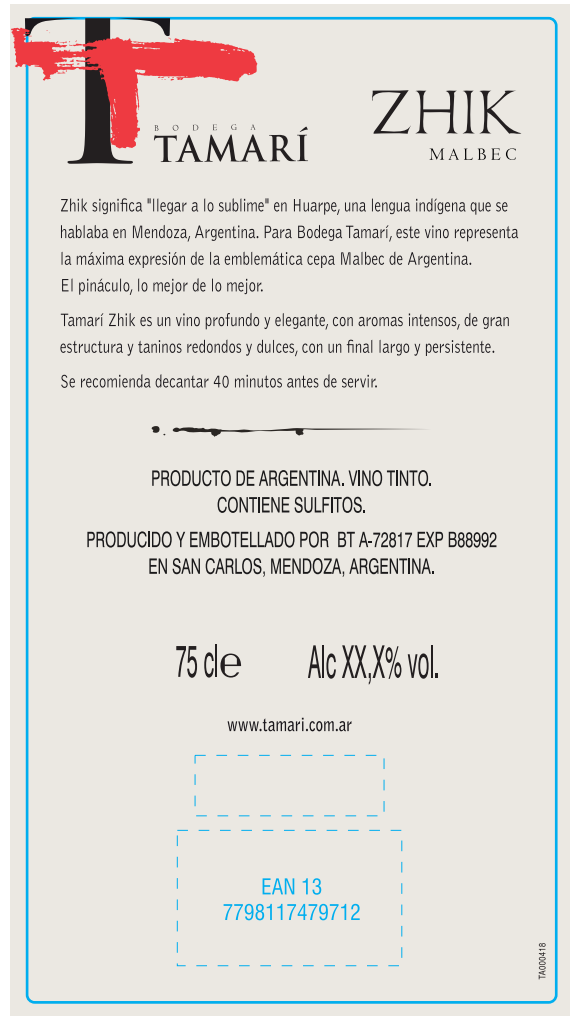 T
BODEGA
TAMARÍ
ZHIK
MALBEC
Zhik significa "llegar a lo sublime" en Huarpe, una lengua indígena que se
hablaba en Mendoza, Argentina. Para Bodega Tamarí, este vino representa
la máxima expresión de la emblemática cepa Malbec de Argentina.
El pináculo, lo mejor de lo mejor.
Tamarí Zhik es un vino profundo y elegante, con aromas intensos, de gran
estructura y taninos redondos y dulces, con un final largo y persistente.
Se recomienda decantar 40 minutos antes de servir.
PRODUCTO DE ARGENTINA. VINO TINTO.
CONTIENE SULFITOS.
PRODUCIDO Y EMBOTELLADO POR BT A-72817 EXP B88992
EN SAN CARLOS, MENDOZA, ARGENTINA.
75 cl℮ Alc XX,X% vol.
www.tamari.com.ar
EAN 13
7798117479712
TA000418